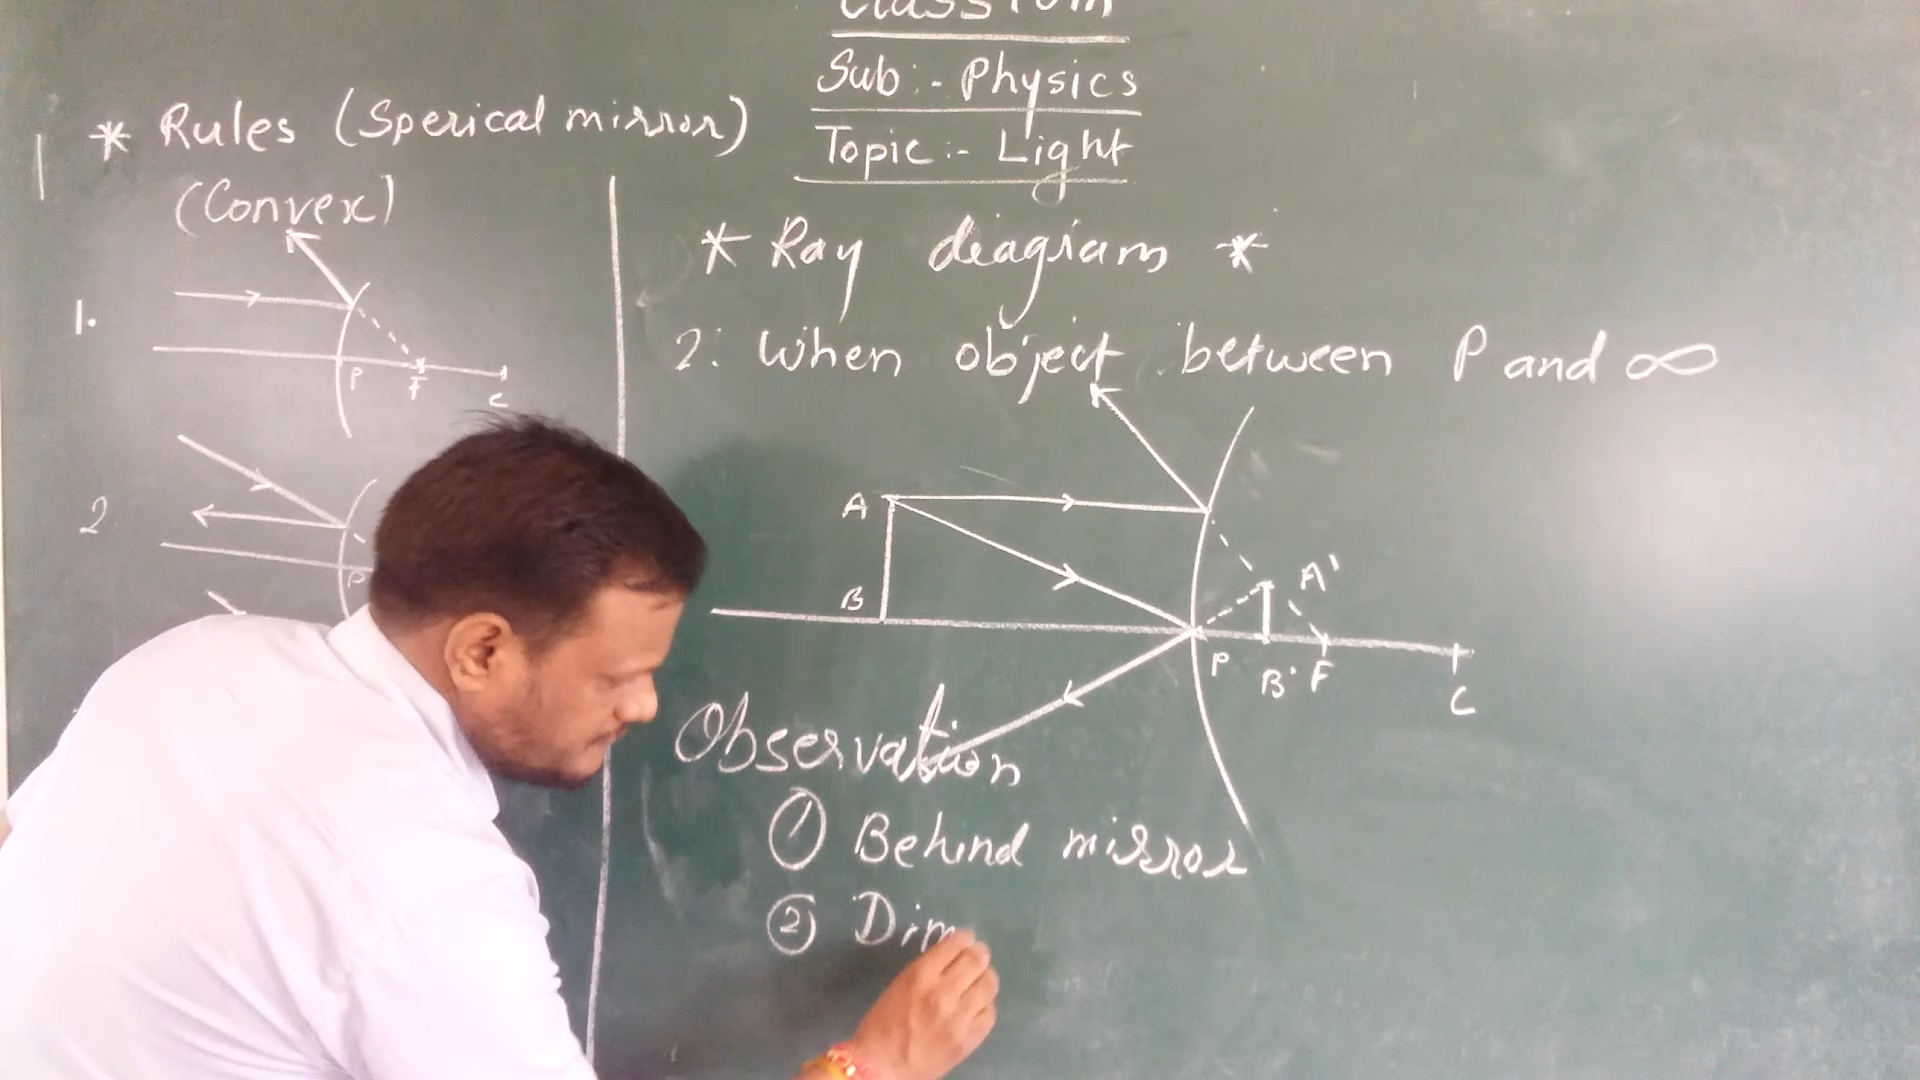 Sub:- Physics
Topic:- Light
* Rules (Sperical mirror)
(Convex)
1.
P F C
2
P
* Ray diagram *
2: When object between P and ∞
A
B
A'
P B' F C
Observation
① Behind mirror
② Dim